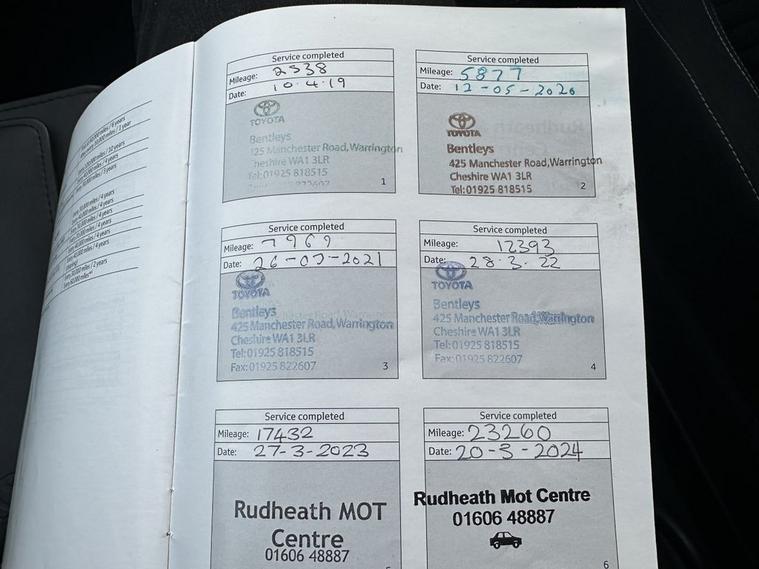 Service completed
Mileage: 2538
Date: 10.4.19
TOYOTA
Bentleys
425 Manchester Road, Warrington
Cheshire WA1 3LR
Tel:01925 818515
1
Service completed
Mileage: 5877
Date: 12-05-2020
TOYOTA
Bentleys
425 Manchester Road, Warrington
Cheshire WA1 3LR
Tel:01925 818515
2
Service completed
Mileage: 7969
Date: 26-03-2021
TOYOTA
Bentleys
425 Manchester Road, Warrington
Cheshire WA1 3LR
Tel:01925 818515
Fax:01925 822607
3
Service completed
Mileage: 12393
Date: 28.3.22
TOYOTA
Bentleys
425 Manchester Road, Warrington
Cheshire WA1 3LR
Tel:01925 818515
Fax:01925 822607
4
Service completed
Mileage: 17432
Date: 27-3-2023
Rudheath MOT
Centre
01606 48887
Service completed
Mileage: 23260
Date: 20-3-2024
Rudheath Mot Centre
01606 48887
6